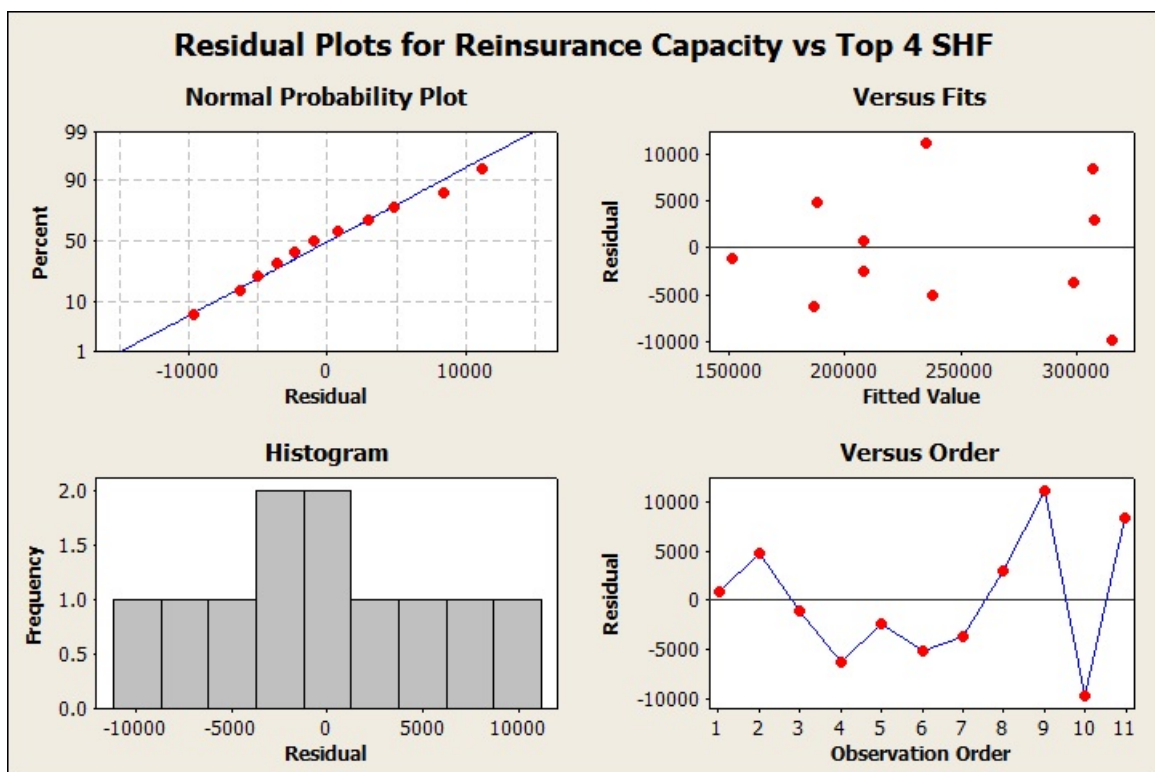 Residual Plots for Reinsurance Capacity vs Top 4 SHF
Normal Probability Plot
99
90
50
10
1
Percent
-10000 0 10000
Residual
Versus Fits
10000
5000
0
-5000
-10000
Residual
150000 200000 250000 300000
Fitted Value
Histogram
2.0
1.5
1.0
0.5
0.0
Frequency
-10000 -5000 0 5000 10000
Residual
Versus Order
10000
5000
0
-5000
-10000
Residual
1 2 3 4 5 6 7 8 9 10 11
Observation Order